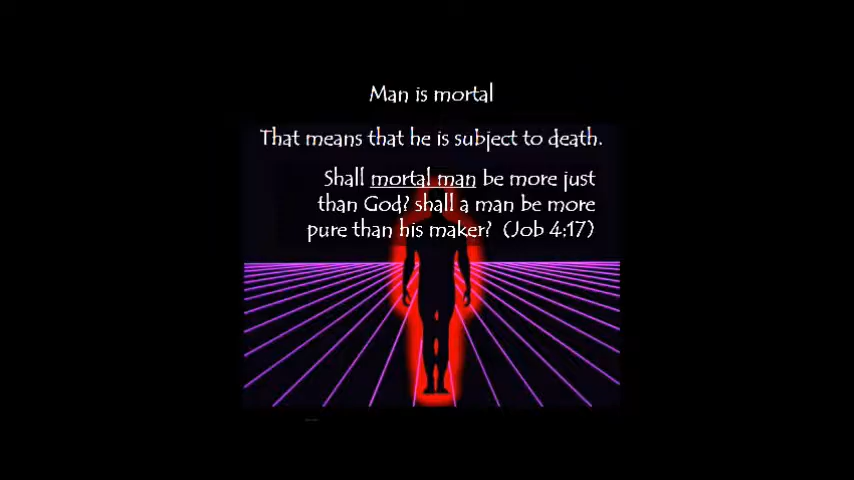 Man is mortal
That means that he is subject to death.
Shall mortal man be more just
than God? shall a man be more
pure than his maker? (Job 4:17)